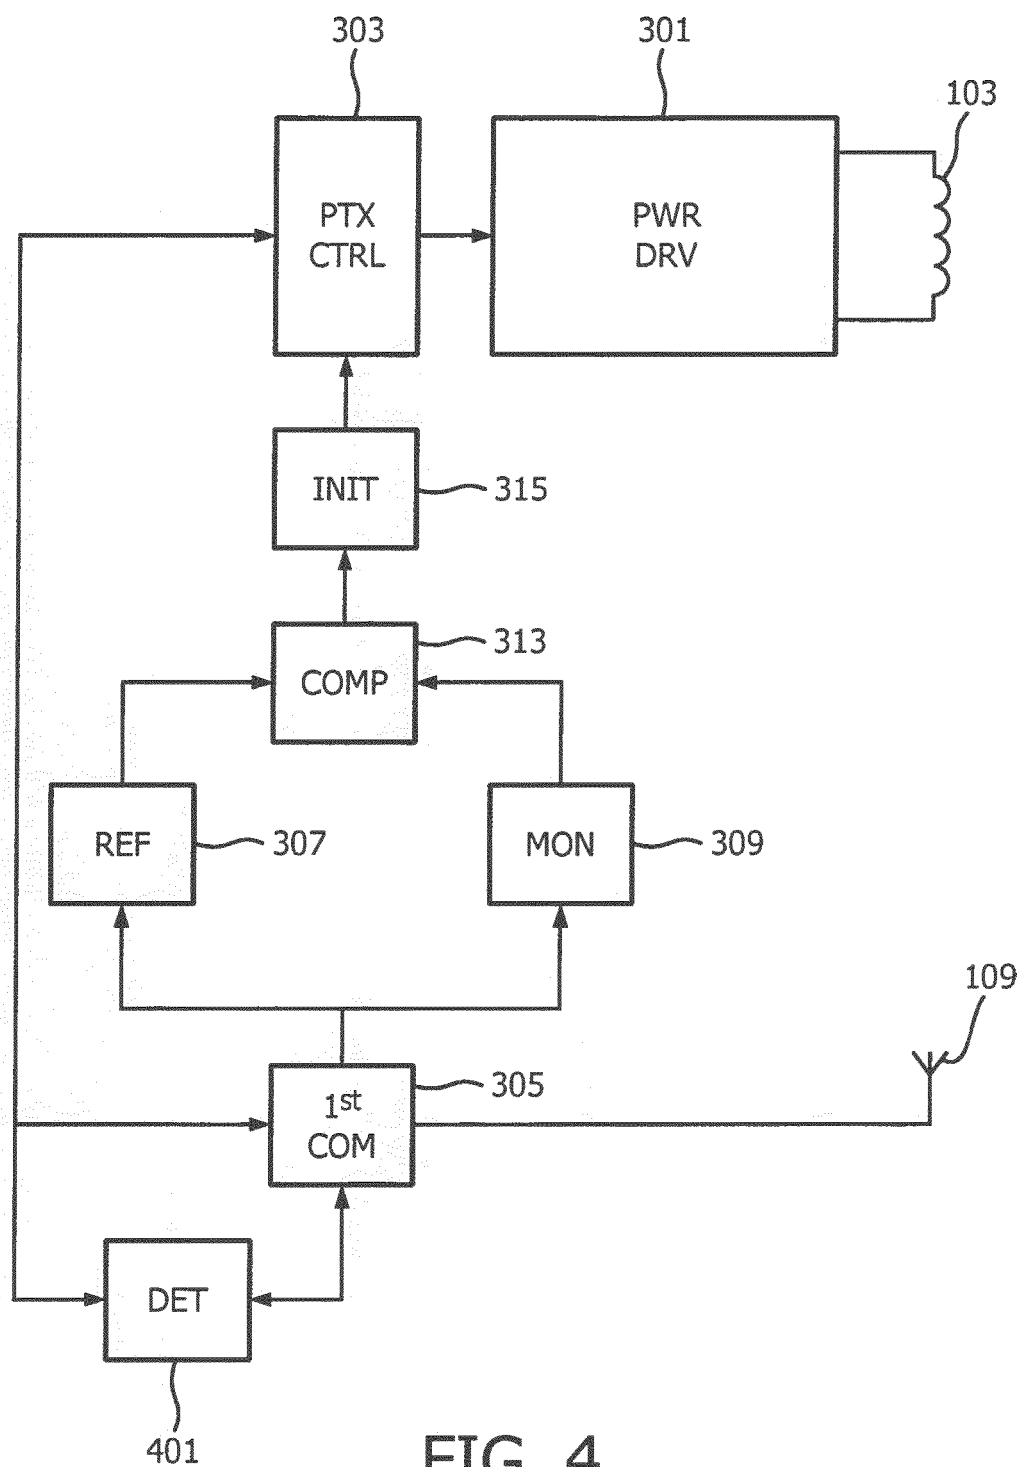 303
301
103
PTX
CTRL
PWR
DRV
INIT
315
313
COMP
REF
307
MON
309
109
305
1st
COM
DET
401
FIG. 4